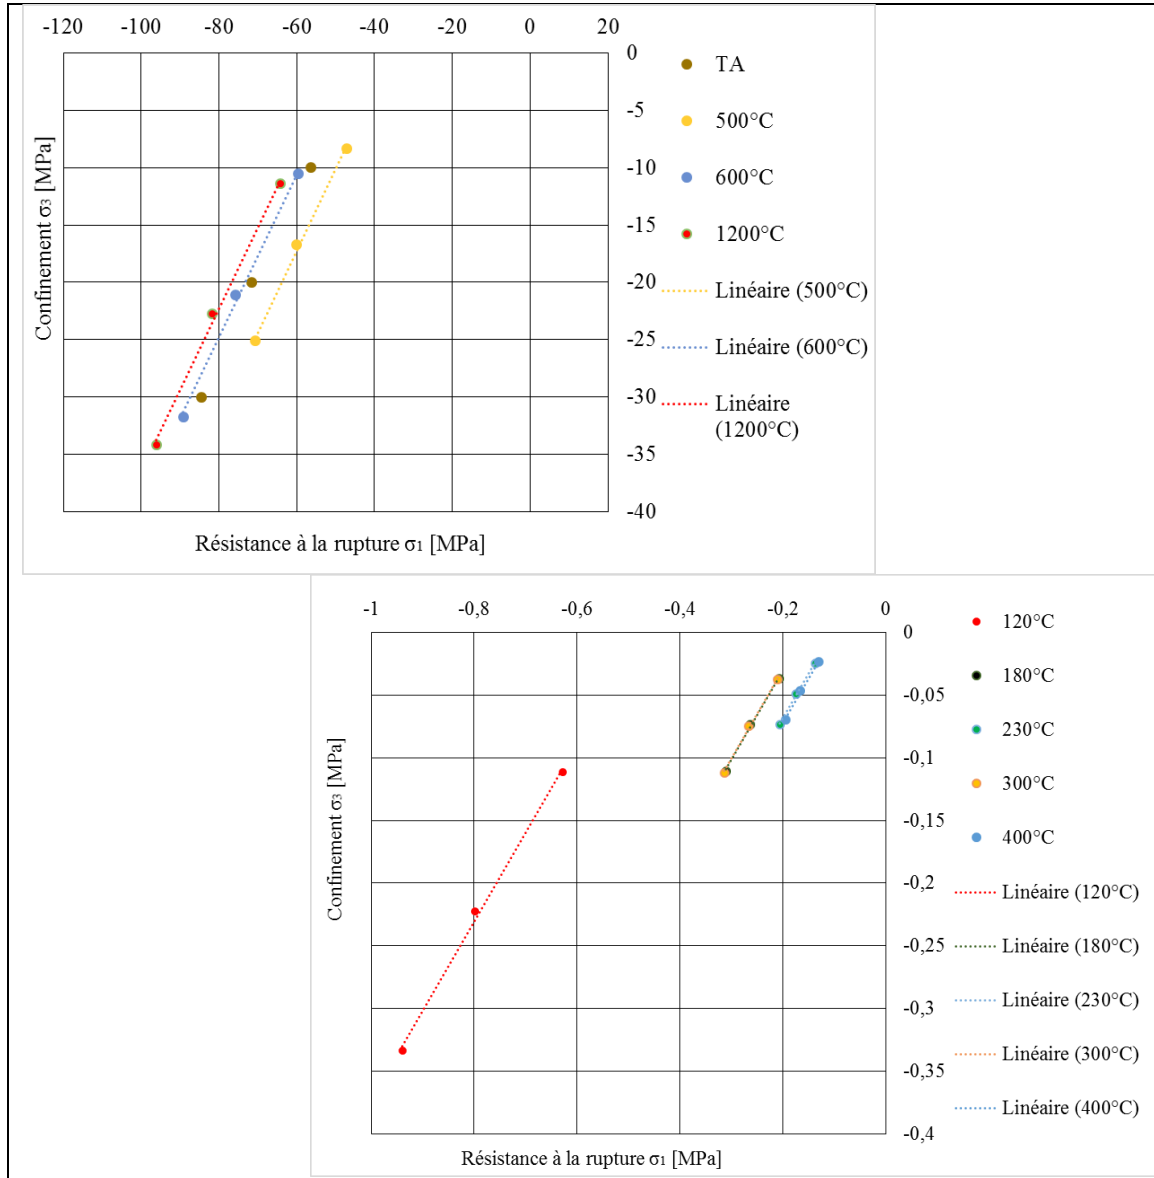 -120 -100 -80 -60 -40 -20 0 20
0
-5
-10
-15
-20
-25
-30
-35
-40
Confinement σ3 [MPa]
Résistance à la rupture σ1 [MPa]
TA
500°C
600°C
1200°C
Linéaire (500°C)
Linéaire (600°C)
Linéaire
(1200°C)
-1 -0,8 -0,6 -0,4 -0,2 0
0
-0,05
-0,1
-0,15
-0,2
-0,25
-0,3
-0,35
-0,4
Confinement σ3 [MPa]
Résistance à la rupture σ1 [MPa]
120°C
180°C
230°C
300°C
400°C
Linéaire (120°C)
Linéaire (180°C)
Linéaire (230°C)
Linéaire (300°C)
Linéaire (400°C)